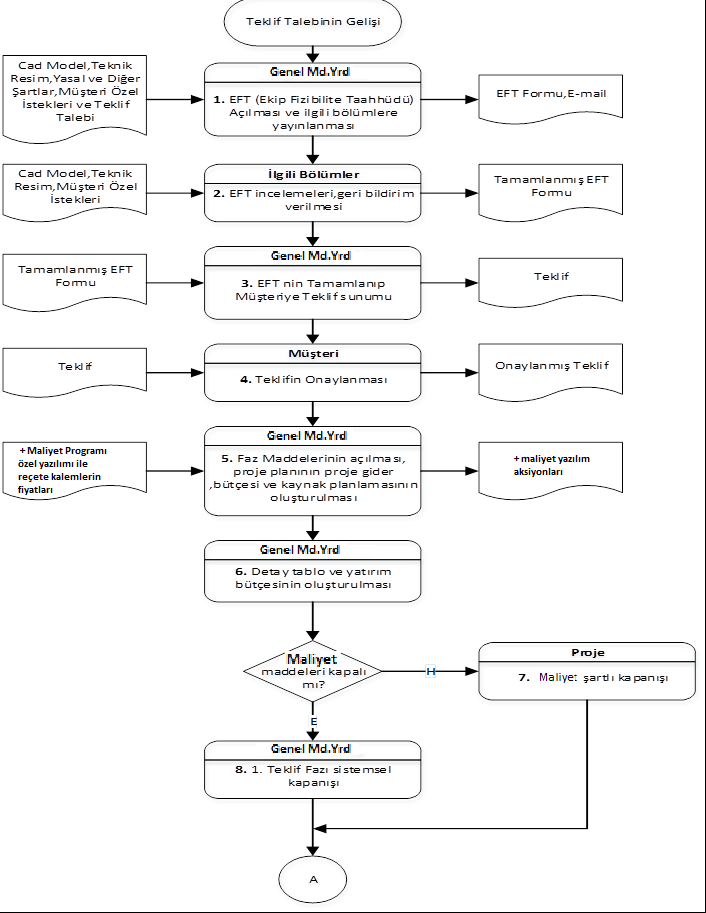 Teklif Talebinin Gelişi
Cad Model,Teknik
Resim,Yasal ve Diğer
Şartlar,Müşteri Özel
İstekleri ve Teklif
Talebi
Genel Md.Yrd
1. EFT (Ekip Fizibilite Taahhüdü)
Açılması ve ilgili bölümlere
yayınlanması
EFT Formu,E-mail
Cad Model,Teknik
Resim,Müşteri Özel
İstekleri
İlgili Bölümler
2. EFT incelemeleri,geri bildirim
verilmesi
Tamamlanmış EFT
Formu
Tamamlanmış EFT
Formu
Genel Md.Yrd
3. EFT nin Tamamlanıp
Müşteriye Teklif sunumu
Teklif
Teklif
Müşteri
4. Teklifin Onaylanması
Onaylanmış Teklif
+ Maliyet Programı
özel yazılımı ile
reçete kalemlerin
fiyatları
Genel Md.Yrd
5. Faz Maddelerinin açılması,
proje planının proje gider
,bütçesi ve kaynak planlamasının
oluşturulması
+ maliyet yazılım
aksiyonları
Genel Md.Yrd
6. Detay tablo ve yatırım
bütçesinin oluşturulması
Maliyet
maddeleri kapalı
mı?
H
Proje
7. Maliyet şartlı kapanışı
E
Genel Md.Yrd
8. 1. Teklif Fazı sistemsel
kapanışı
A